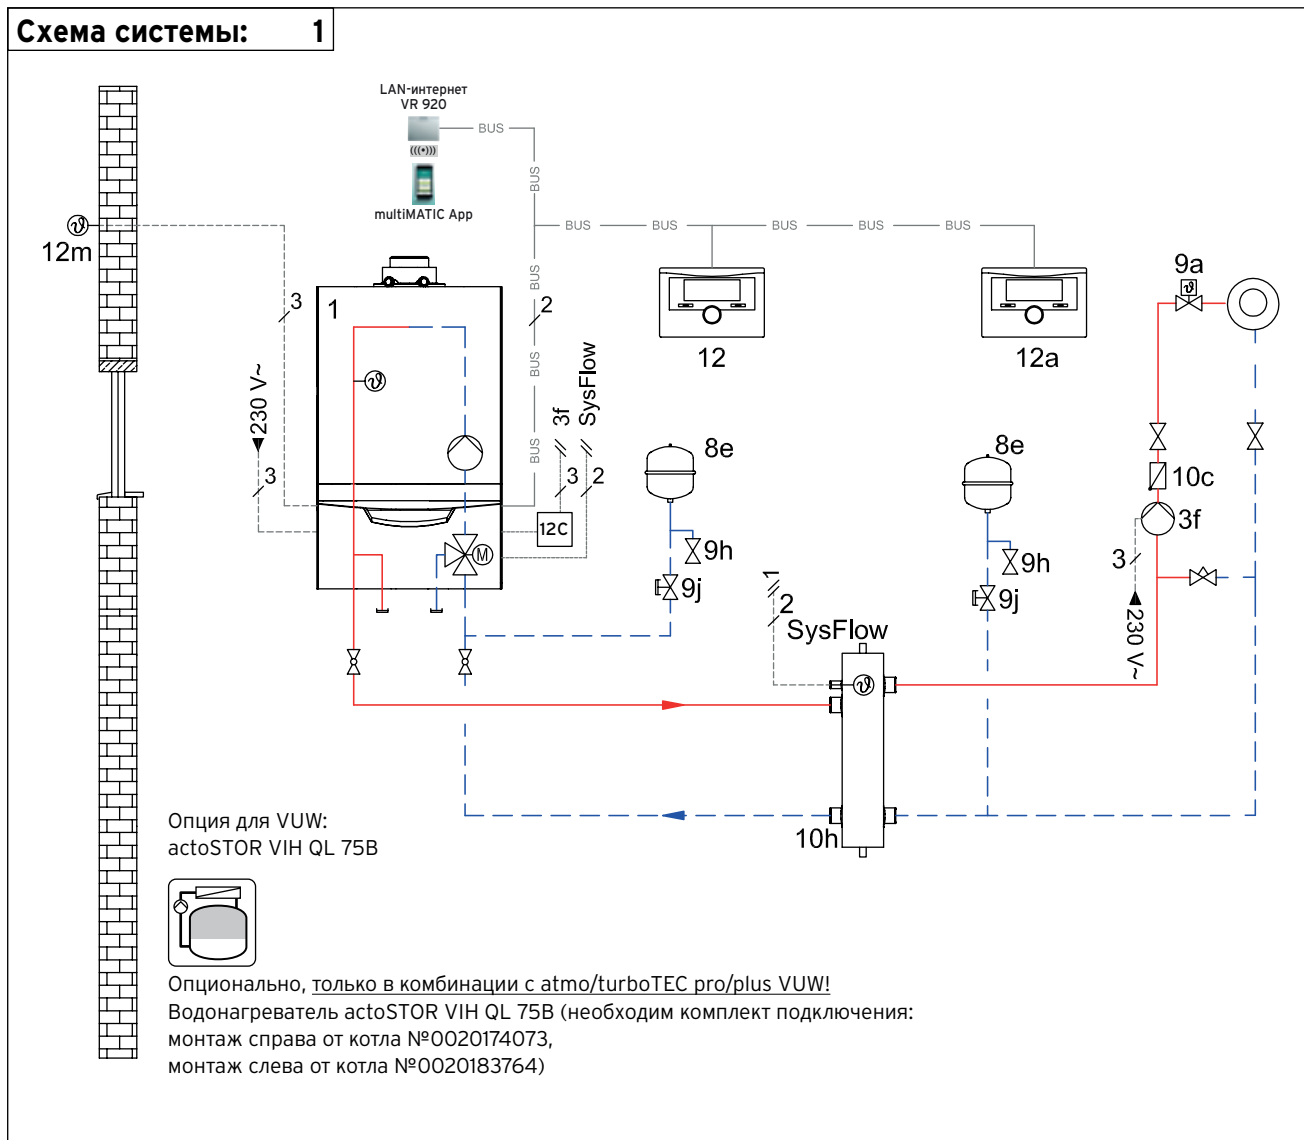 Схема системы: 1
LAN-интернет
VR 920
BUS
BUS
multiMATIC App
BUS
BUS
BUS
BUS
BUS
12m
BUS
9a
3
1
2
12
12a
230 V~
BUS
3f
SysFlow
3
BUS
3
2
8e
8e
10c
3f
12C
M
9h
9j
9h
9j
3
230 V~
1
2
SysFlow
10h
Опция для VUW:
actoSTOR VIH QL 75B
Опционально, только в комбинации с atmo/turboTEC pro/plus VUW!
Водонагреватель actoSTOR VIH QL 75B (необходим комплект подключения:
монтаж справа от котла №0020174073,
монтаж слева от котла №0020183764)